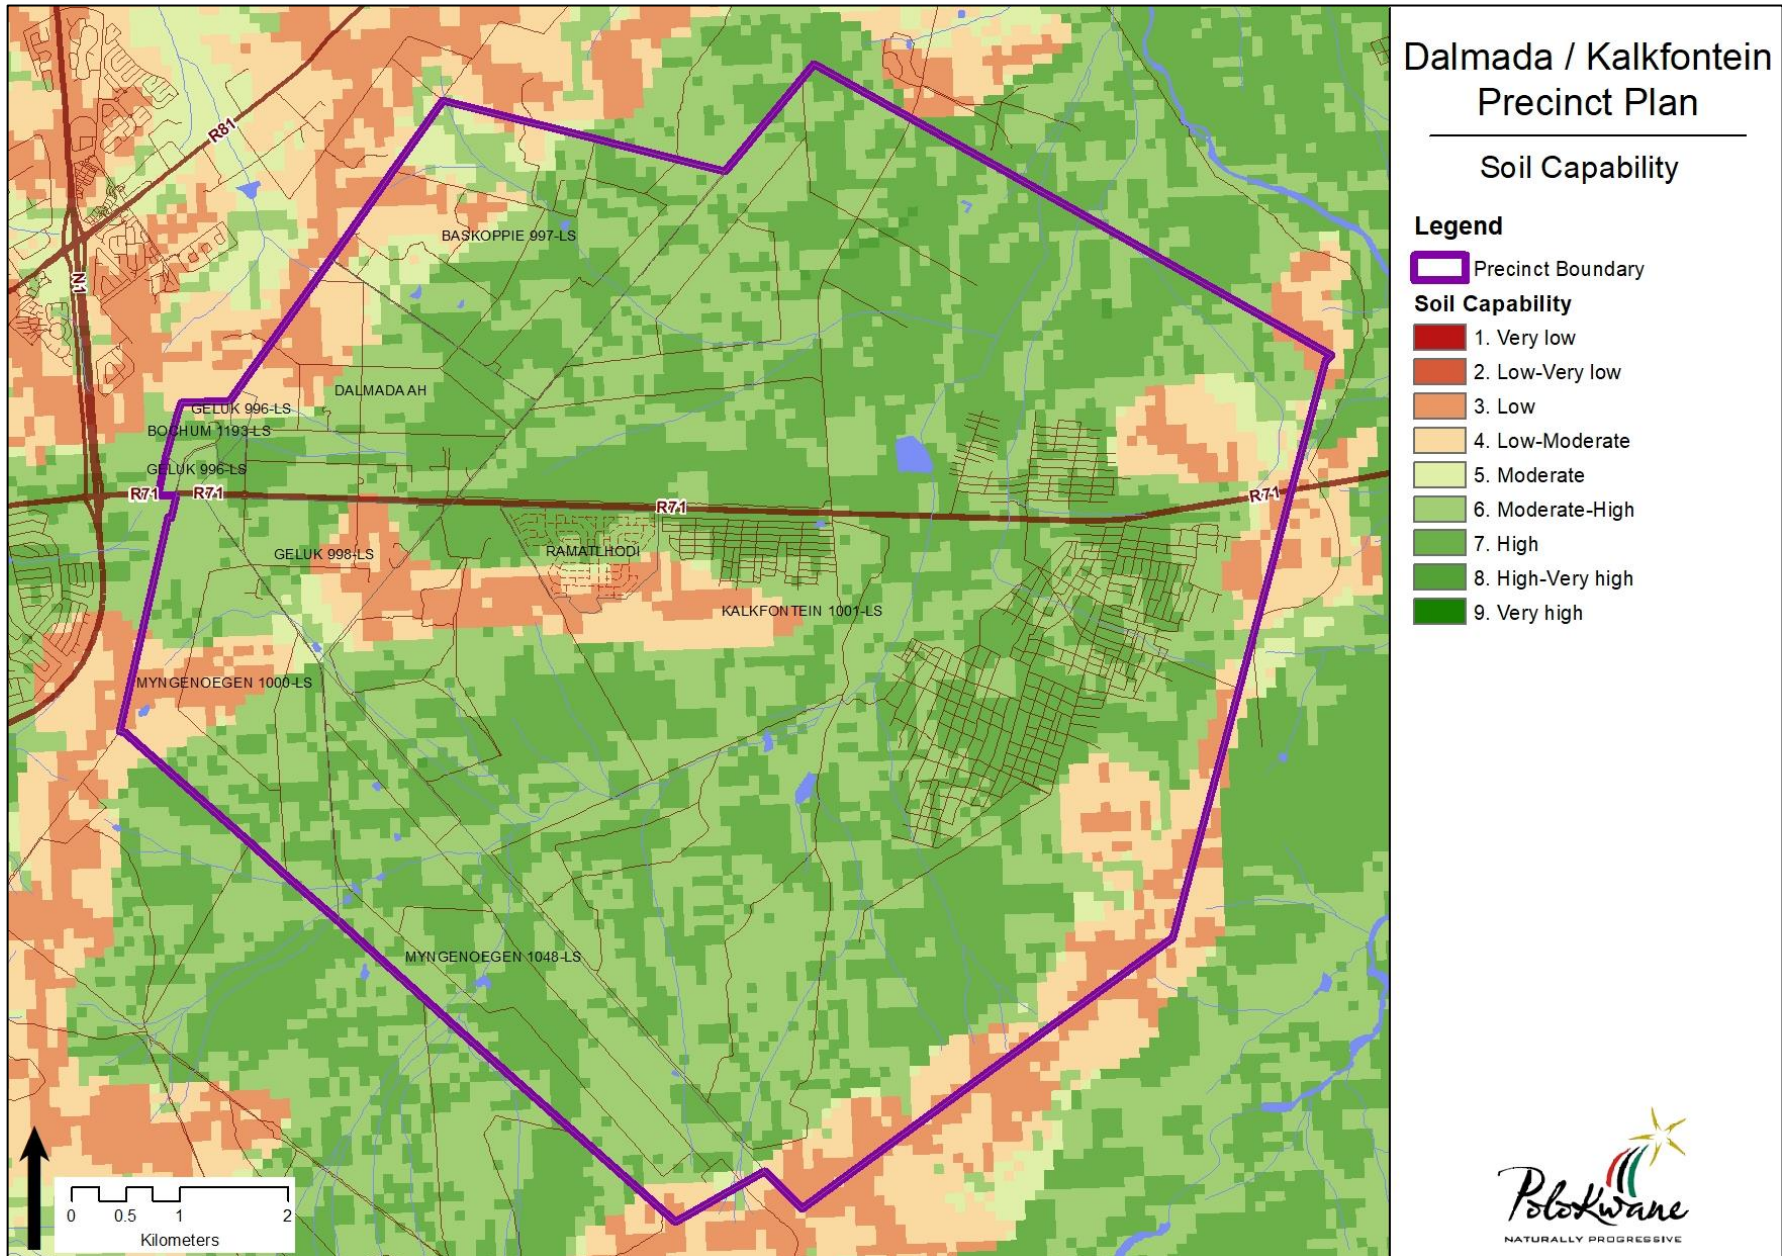 R81
N1
BASKOPPIE 997-LS
DALMADA AH
GELUK 996-LS
BOCHUM 1193-LS
GELUK 996-LS
R71
R71
R71
R71
GELUK 998-LS
RAMATLHODI
KALKFONTEIN 1001-LS
MYNGENOEGEN 1000-LS
MYNGENOEGEN 1048-LS
0 0.5 1 2
Kilometers
Dalmada / Kalkfontein
Precinct Plan
Soil Capability
Legend
Precinct Boundary
Soil Capability
1. Very low
2. Low-Very low
3. Low
4. Low-Moderate
5. Moderate
6. Moderate-High
7. High
8. High-Very high
9. Very high
Polokwane
NATURALLY PROGRESSIVE